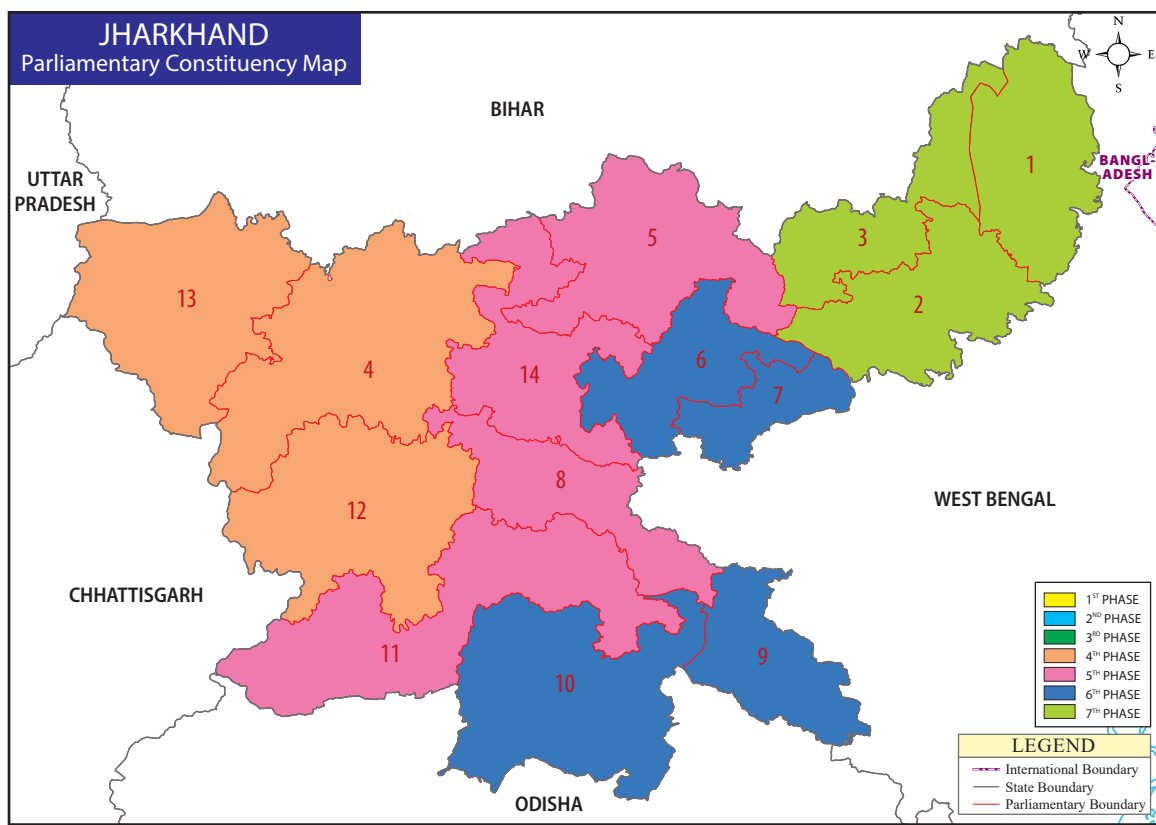 JHARKHAND
Parliamentary Constituency Map
N
W
E
S
BIHAR
UTTAR
PRADESH
BANGL-
ADESH
1
5
3
13
2
4
6
14
7
8
12
WEST BENGAL
CHHATTISGARH
11
10
9
ODISHA
1ST PHASE
2ND PHASE
3RD PHASE
4TH PHASE
5TH PHASE
6TH PHASE
7TH PHASE
LEGEND
International Boundary
State Boundary
Parliamentary Boundary